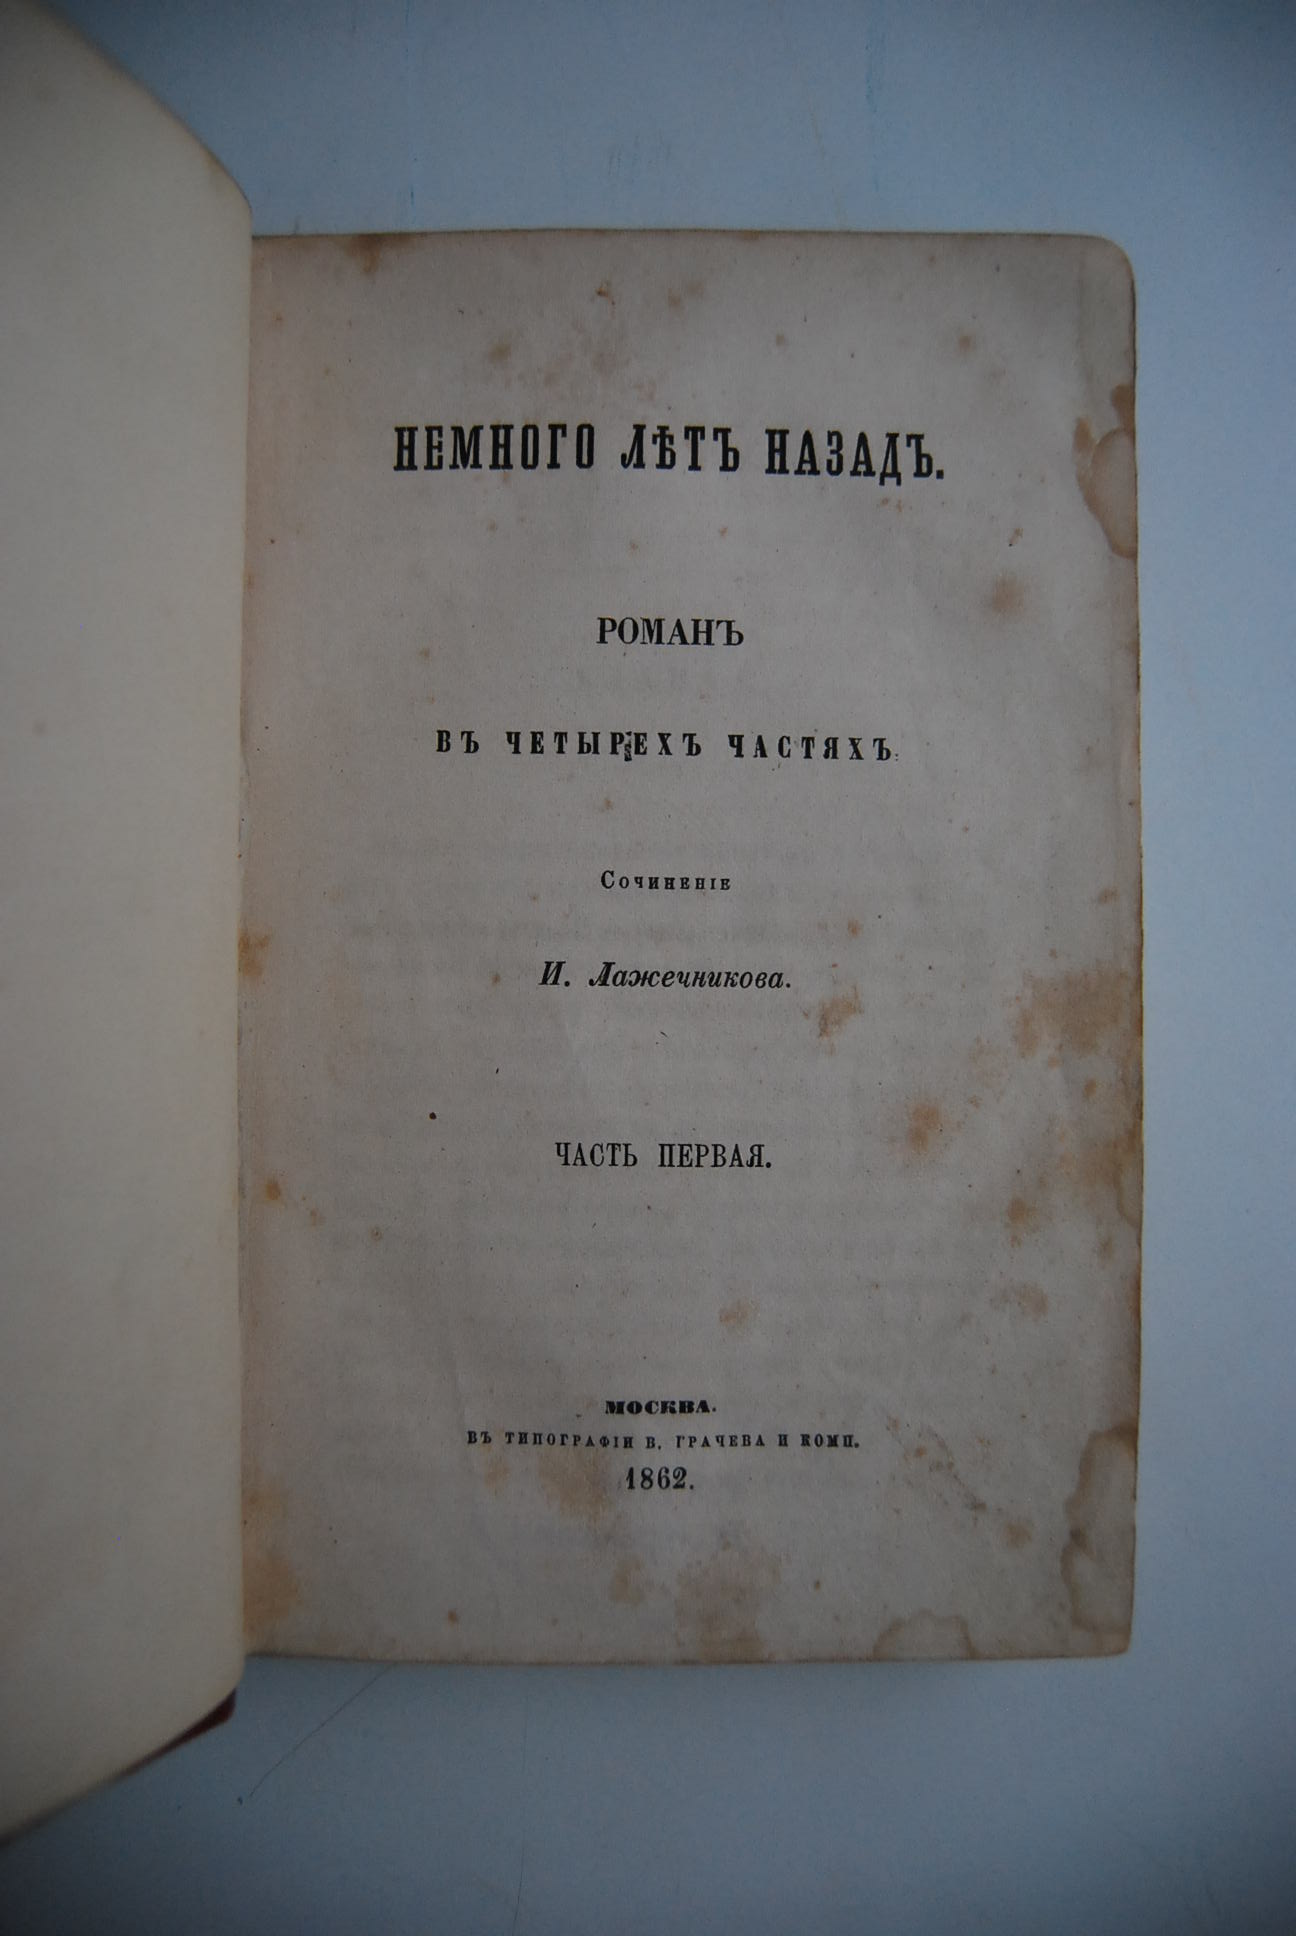 НЕМНОГО ЛѢТЪ НАЗАДЪ.
РОМАНЪ
ВЪ ЧЕТЫРЕХЪ ЧАСТЯХЪ
Сочиненіе
И. Лажечникова.
ЧАСТЬ ПЕРВАЯ.
МОСКВА.
ВЪ ТИПОГРАФІИ В. ГРАЧЕВА И КОМП.
1862.